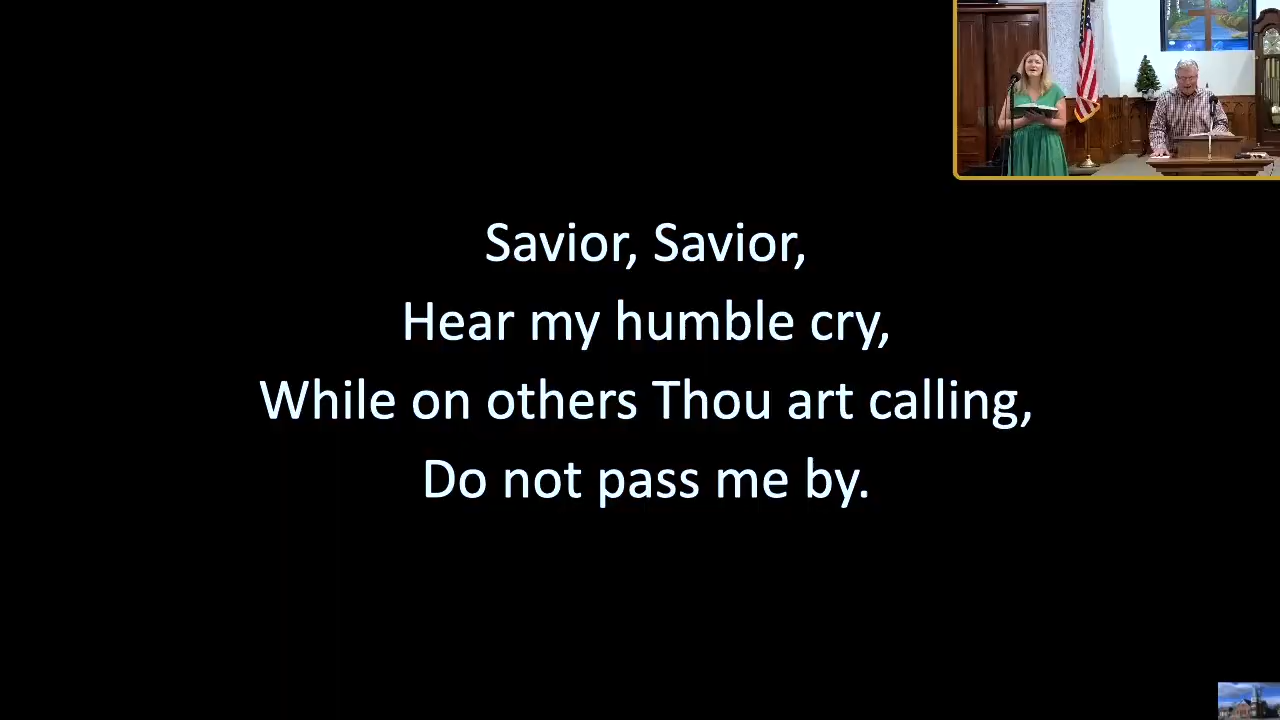 Savior, Savior,
Hear my humble cry,
While on others Thou art calling,
Do not pass me by.